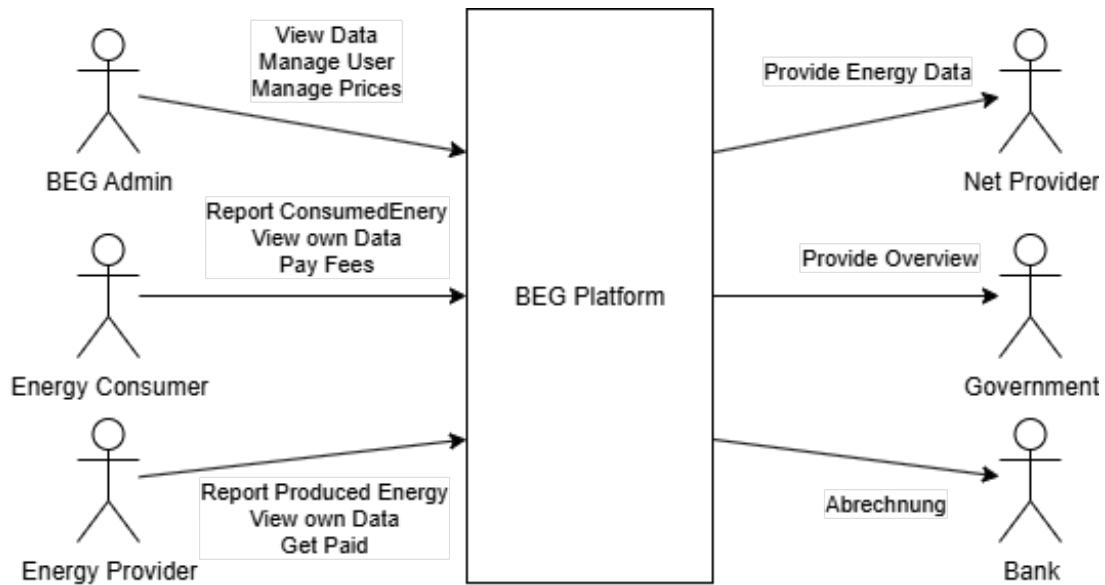 View Data
Manage User
Manage Prices
BEG Admin
Report ConsumedEnery
View own Data
Pay Fees
Energy Consumer
Report Produced Energy
View own Data
Get Paid
Energy Provider
BEG Platform
Provide Energy Data
Net Provider
Provide Overview
Government
Abrechnung
Bank